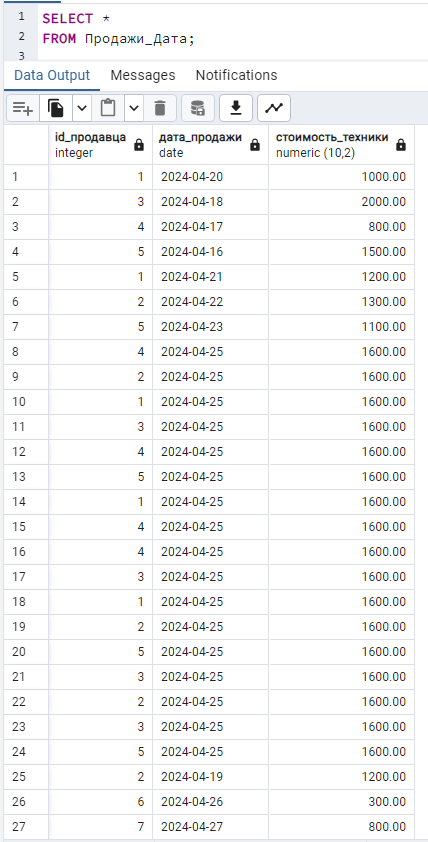 1 SELECT *
2 FROM Продажи_Дата;
3
Data Output Messages Notifications
id_продавца дата_продажи стоимость_техники
integer date numeric (10,2)
1 1 2024-04-20 1000.00
2 3 2024-04-18 2000.00
3 4 2024-04-17 800.00
4 5 2024-04-16 1500.00
5 1 2024-04-21 1200.00
6 2 2024-04-22 1300.00
7 5 2024-04-23 1100.00
8 4 2024-04-25 1600.00
9 2 2024-04-25 1600.00
10 1 2024-04-25 1600.00
11 3 2024-04-25 1600.00
12 4 2024-04-25 1600.00
13 5 2024-04-25 1600.00
14 1 2024-04-25 1600.00
15 4 2024-04-25 1600.00
16 4 2024-04-25 1600.00
17 3 2024-04-25 1600.00
18 1 2024-04-25 1600.00
19 2 2024-04-25 1600.00
20 5 2024-04-25 1600.00
21 3 2024-04-25 1600.00
22 2 2024-04-25 1600.00
23 3 2024-04-25 1600.00
24 5 2024-04-25 1600.00
25 2 2024-04-19 1200.00
26 6 2024-04-26 300.00
27 7 2024-04-27 800.00